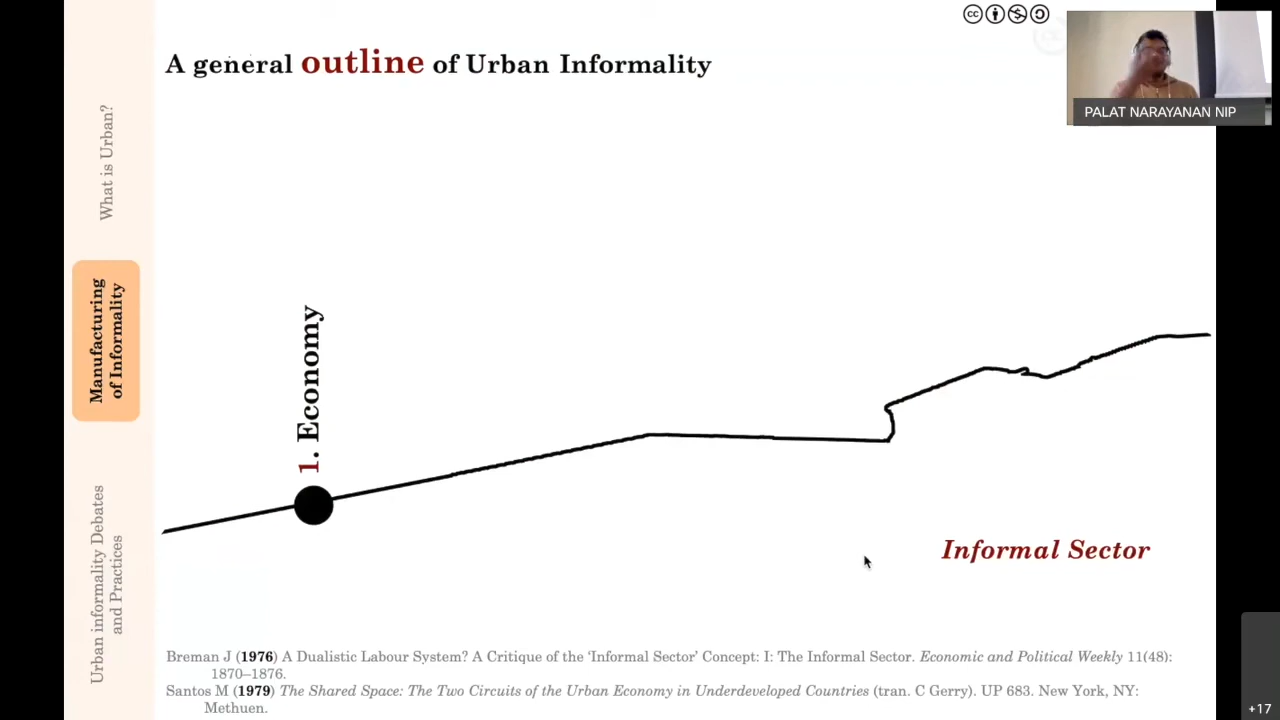 A general outline of Urban Informality
PALAT NARAYANAN NIP
What is Urban?
Manufacturing
of Informality
Urban informality Debates
and Practices
1. Economy
Informal Sector
Breman J (1976) A Dualistic Labour System? A Critique of the ‘Informal Sector’ Concept: I: The Informal Sector. Economic and Political Weekly 11(48):
1870–1876.
Santos M (1979) The Shared Space: The Two Circuits of the Urban Economy in Underdeveloped Countries (tran. C Gerry). UP 683. New York, NY:
Methuen.
+17